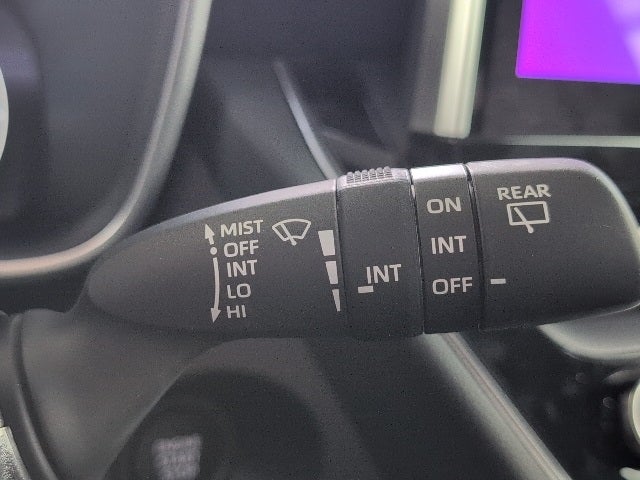 MIST
OFF
INT
LO
HI
INT
ON
INT
OFF
REAR